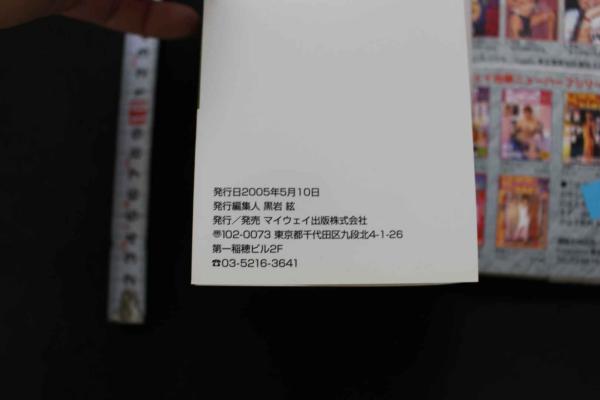 発行日2005年5月10日
発行編集人 黒岩 絃
発行／発売 マイウェイ出版株式会社
〠102-0073 東京都千代田区九段北4-1-26
第一稲穂ビル2F
☎03-5216-3641